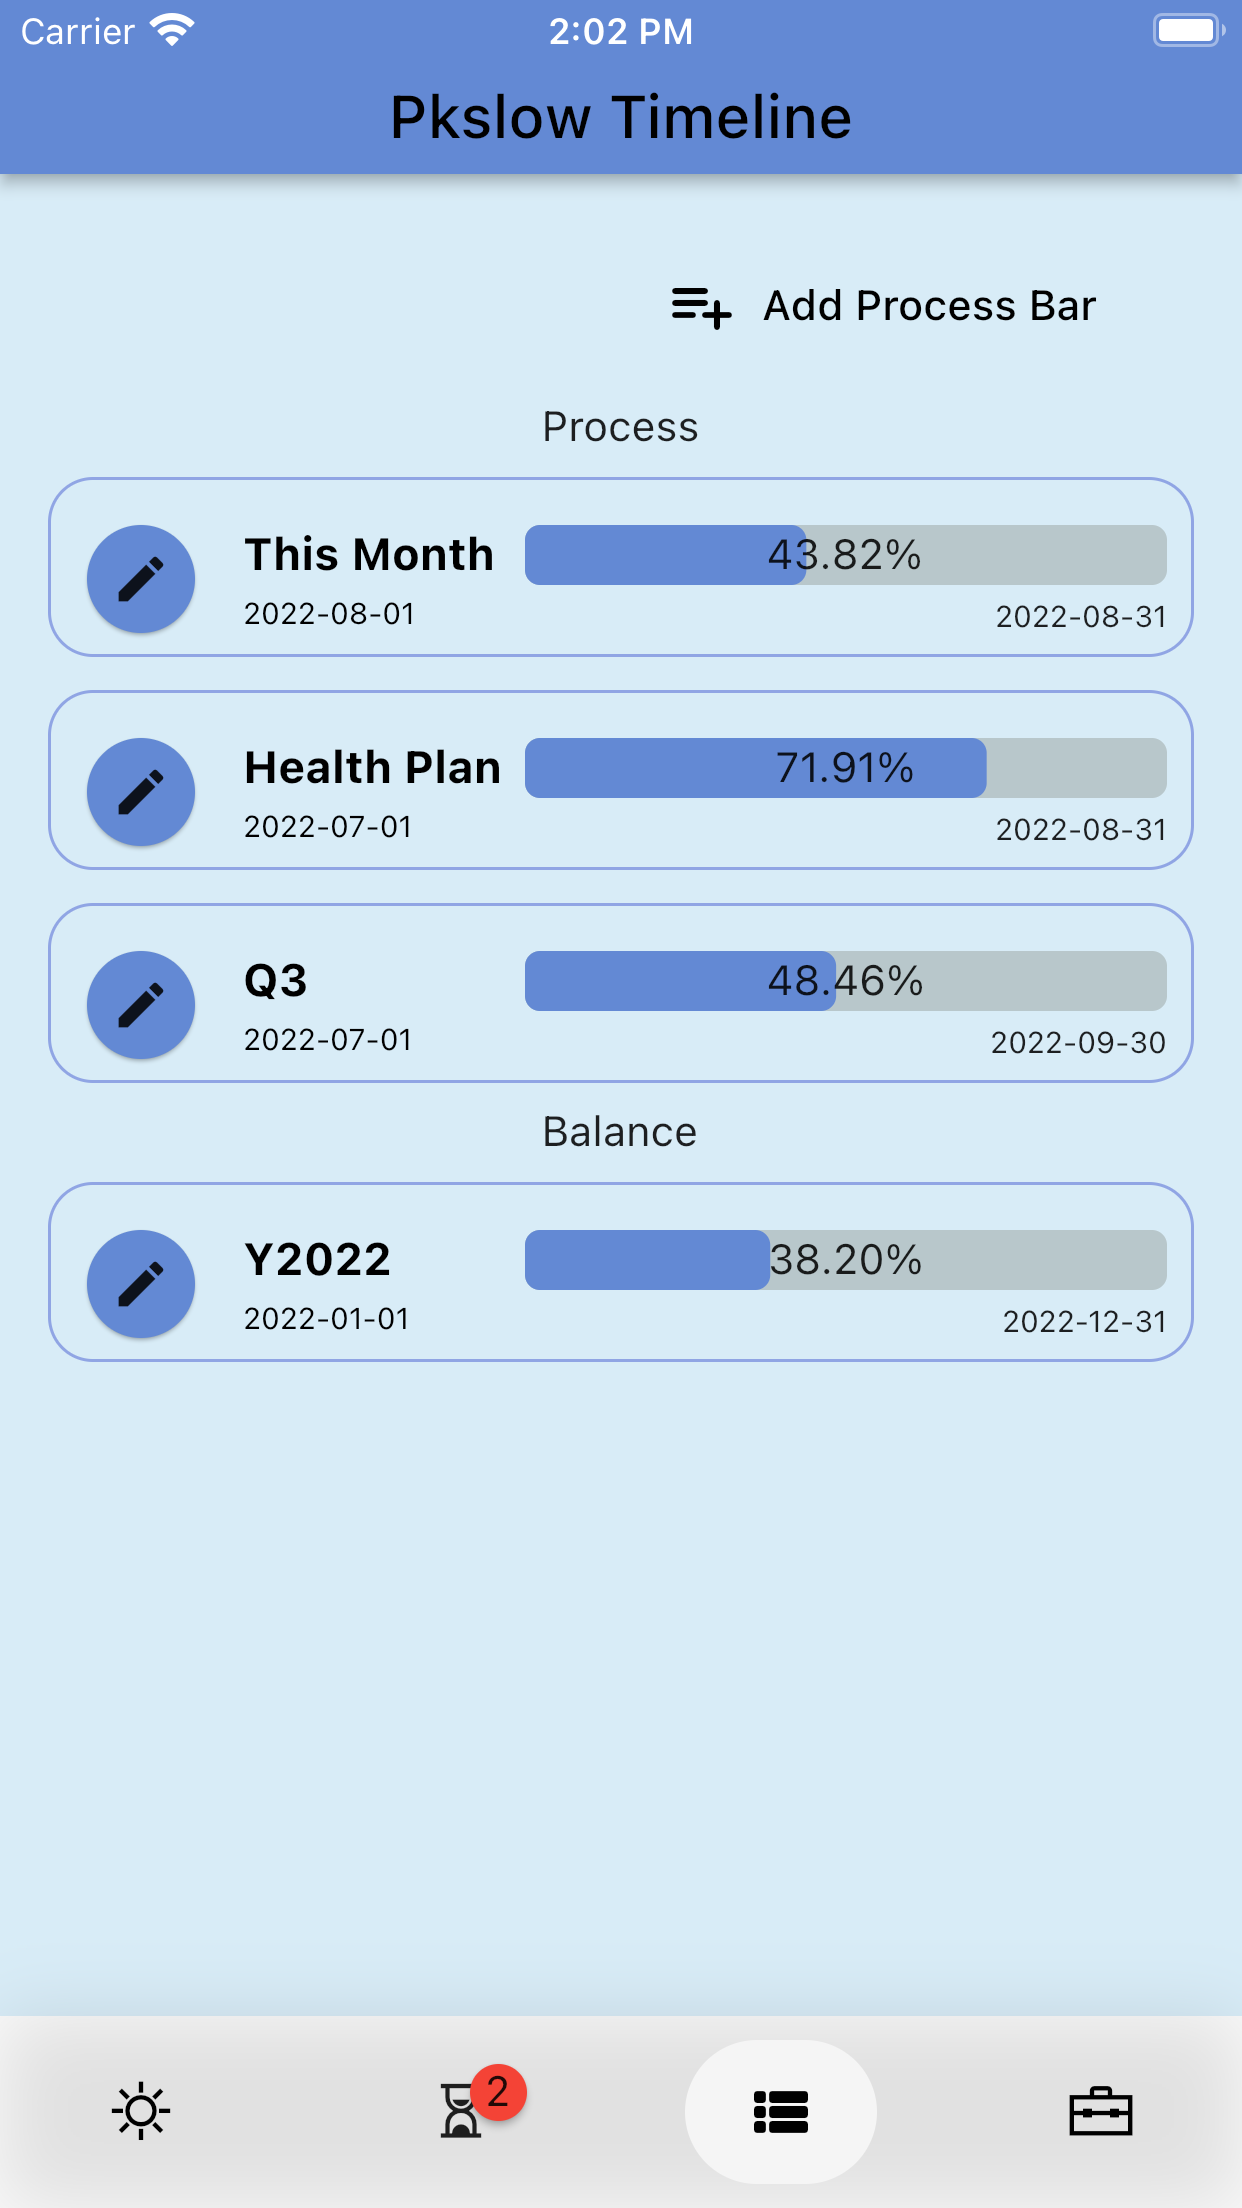 Carrier 2:02 PM
Pkslow Timeline
Add Process Bar
Process
This Month 43.82%
2022-08-01 2022-08-31
Health Plan 71.91%
2022-07-01 2022-08-31
Q3 48.46%
2022-07-01 2022-09-30
Balance
Y2022 38.20%
2022-01-01 2022-12-31
2